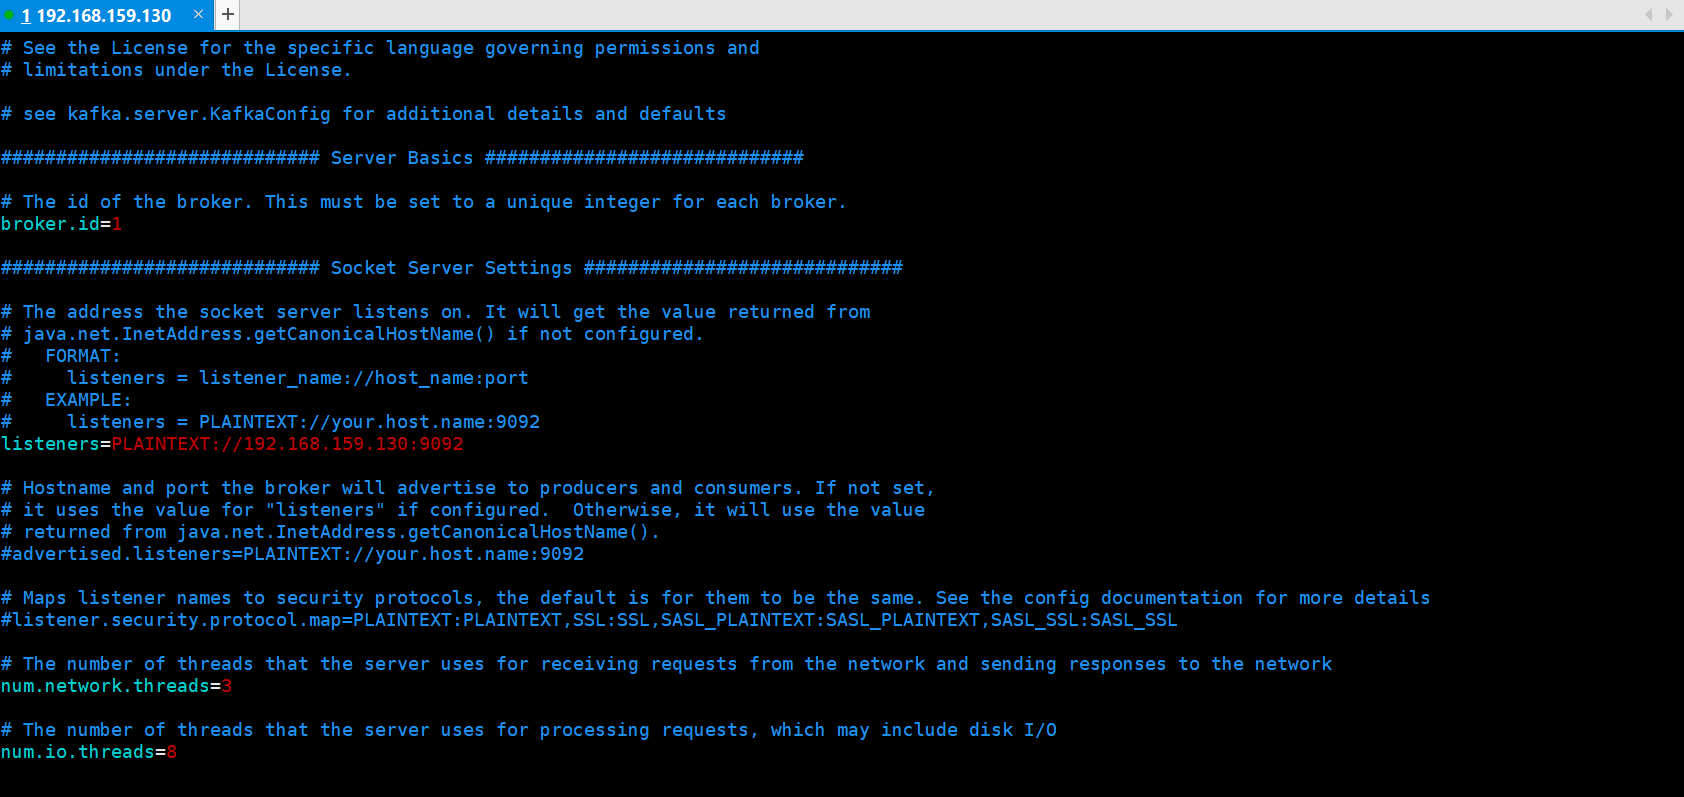 1 192.168.159.130 × +
# See the License for the specific language governing permissions and
# limitations under the License.
# see kafka.server.KafkaConfig for additional details and defaults
############################# Server Basics #############################
# The id of the broker. This must be set to a unique integer for each broker.
broker.id=1
############################# Socket Server Settings #############################
# The address the socket server listens on. It will get the value returned from
# java.net.InetAddress.getCanonicalHostName() if not configured.
#   FORMAT:
#     listeners = listener_name://host_name:port
#   EXAMPLE:
#     listeners = PLAINTEXT://your.host.name:9092
listeners=PLAINTEXT://192.168.159.130:9092
# Hostname and port the broker will advertise to producers and consumers. If not set,
# it uses the value for "listeners" if configured.  Otherwise, it will use the value
# returned from java.net.InetAddress.getCanonicalHostName().
#advertised.listeners=PLAINTEXT://your.host.name:9092
# Maps listener names to security protocols, the default is for them to be the same. See the config documentation for more details
#listener.security.protocol.map=PLAINTEXT:PLAINTEXT,SSL:SSL,SASL_PLAINTEXT:SASL_PLAINTEXT,SASL_SSL:SASL_SSL
# The number of threads that the server uses for receiving requests from the network and sending responses to the network
num.network.threads=3
# The number of threads that the server uses for processing requests, which may include disk I/O
num.io.threads=8